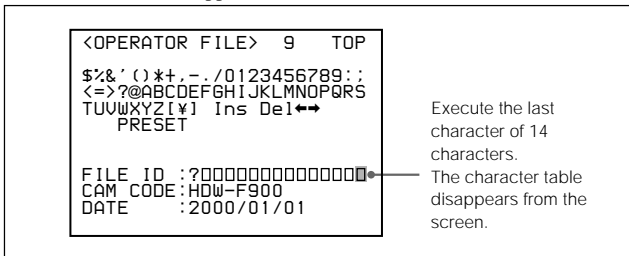 <OPERATOR FILE>  9   TOP
$%&'()*+,-./0123456789:;
<=>?@ABCDEFGHIJKLMNOPQRS
TUVWXYZ[¥] Ins Del←→
PRESET
FILE ID :?□□□□□□□□□□□□□□
CAM CODE:HDW-F900
DATE    :2000/01/01
Execute the last
character of 14
characters.
The character table
disappears from the
screen.